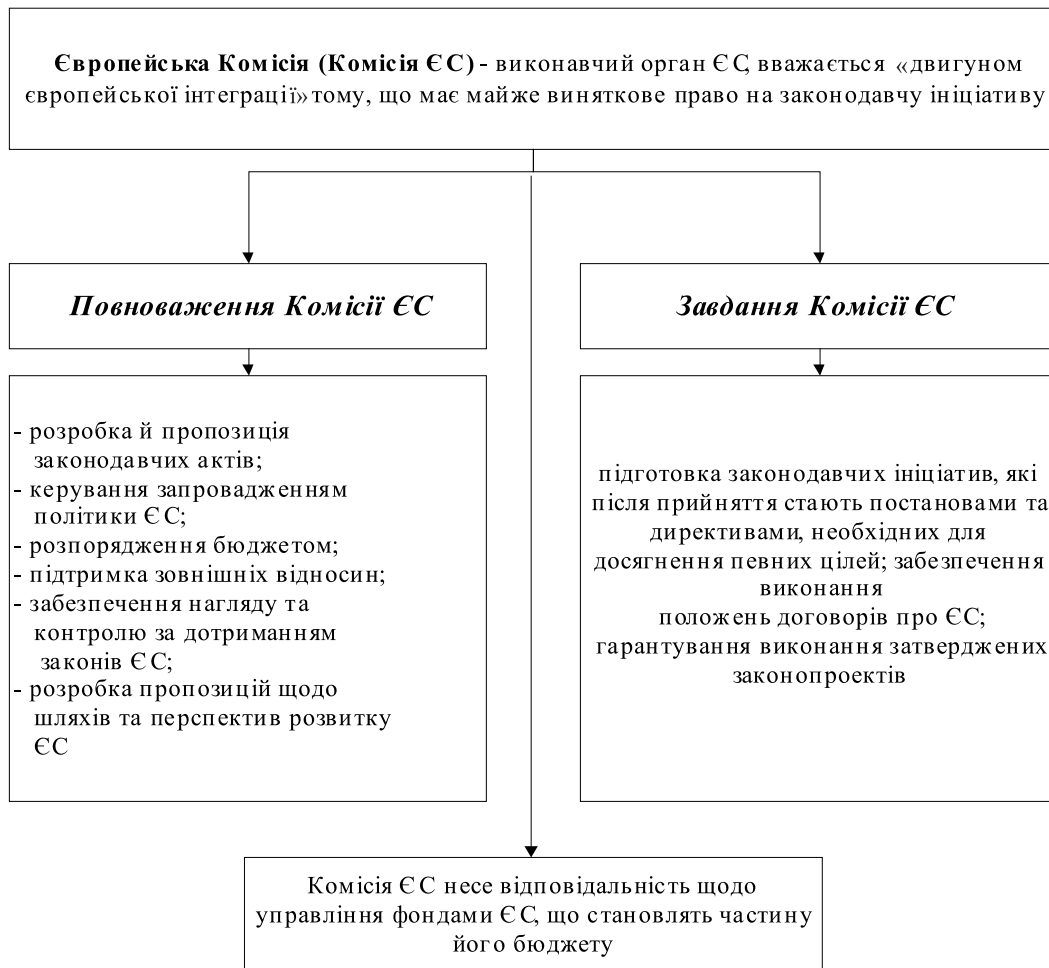 Європейська Комісія (Комісія ЄС) - виконавчий орган ЄС, вважається «двигуном
європейської інтеграції» тому, що має майже виняткове право на законодавчу ініціативу
Повноваження Комісії ЄС
- розробка й пропозиція
законодавчих актів;
- керування запровадженням
політики ЄС;
- розпорядження бюджетом;
- підтримка зовнішніх відносин;
- забезпечення нагляду та
контролю за дотриманням
законів ЄС;
- розробка пропозицій щодо
шляхів та перспектив розвитку
ЄС
Завдання Комісії ЄС
підготовка законодавчих ініціатив, які
після прийняття стають постановами та
директивами, необхідних для
досягнення певних цілей; забезпечення
виконання
положень договорів про ЄС;
гарантування виконання затверджених
законопроектів
Комісія ЄС несе відповідальність щодо
управління фондами ЄС, що становлять частину
його бюджету